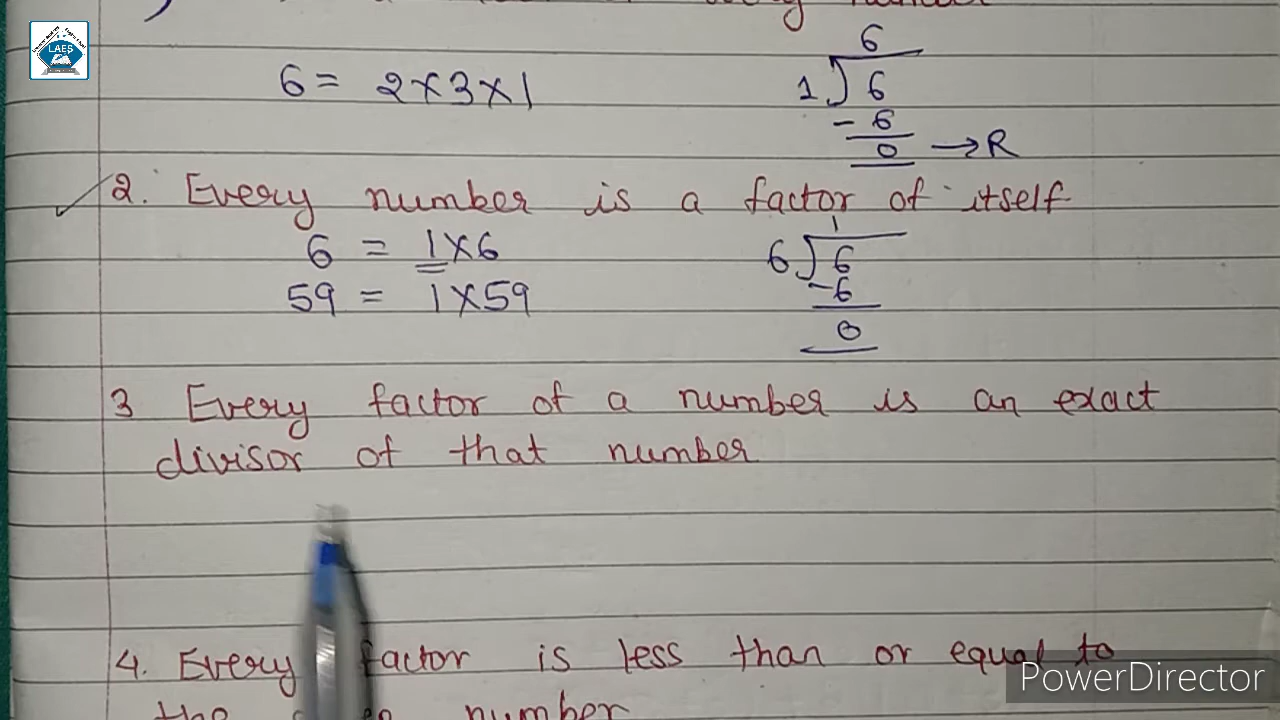 6
6 = 2×3×1
1 ) 6
- 6
0 → R
2. Every number is a factor of itself
1
6 = 1×6
6 ) 6
59 = 1×59
-6
0
3 Every factor of a number is an exact
divisor of that number
4. Every factor is less than or equal to
the number
LAES
PowerDirector